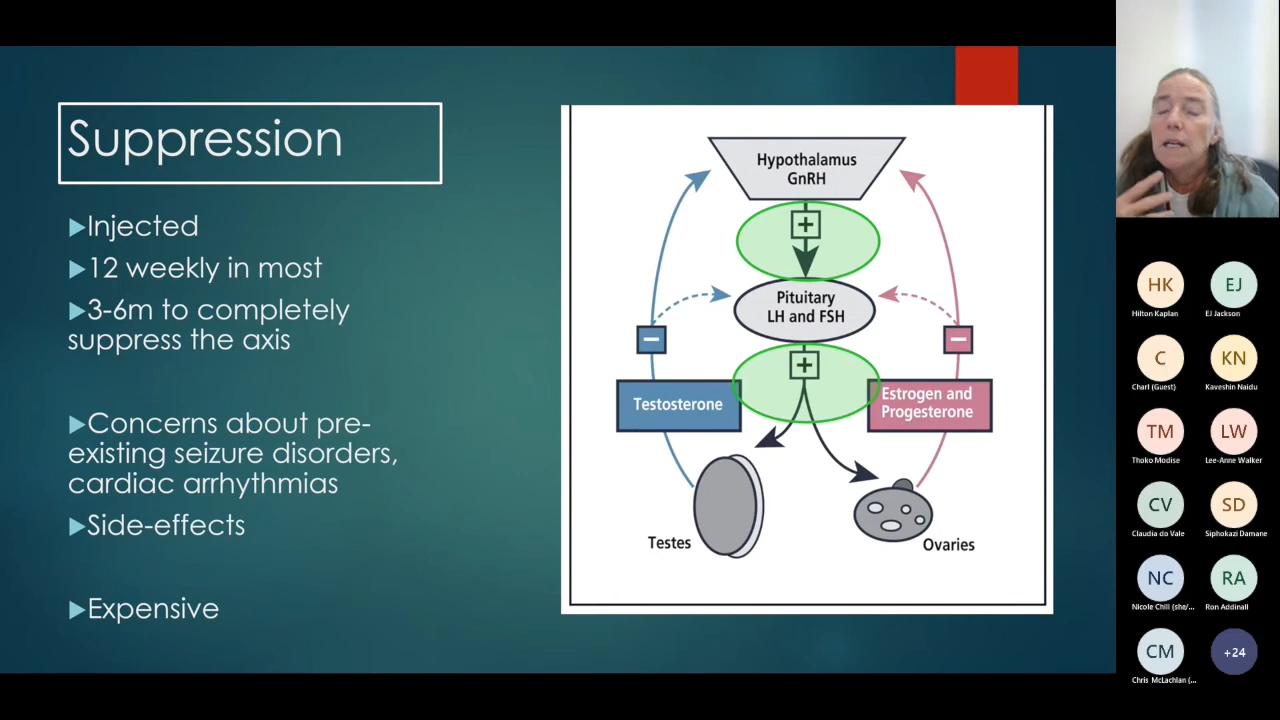 Suppression
Injected
12 weekly in most
3-6m to completely
suppress the axis
Concerns about pre-
existing seizure disorders,
cardiac arrhythmias
Side-effects
Expensive
Hypothalamus
GnRH
+
Pituitary
LH and FSH
−
−
+
Testosterone
Estrogen and
Progesterone
Testes
Ovaries
HK
EJ
Hilton Kaplan
EJ Jackson
C
KN
Charl (Guest)
Kaveshin Naidu
TM
LW
Thoko Modise
Lee-Anne Walker
CV
SD
Claudia do Vale
Siphokazi Damane
NC
RA
Nicole Chill (she/...
Ron Addinall
CM
+24
Chris McLachlan (...